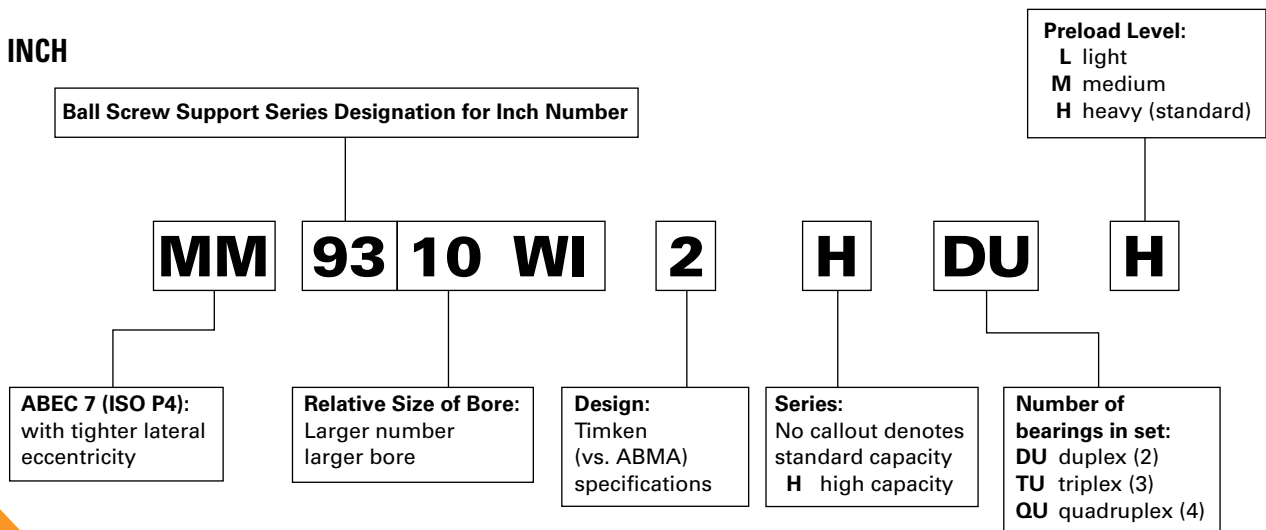 INCH
Preload Level:
L light
M medium
H heavy (standard)
Ball Screw Support Series Designation for Inch Number
MM 93 10 WI 2 H DU H
ABEC 7 (ISO P4):
with tighter lateral
eccentricity
Relative Size of Bore:
Larger number
larger bore
Design:
Timken
(vs. ABMA)
specifications
Series:
No callout denotes
standard capacity
H high capacity
Number of
bearings in set:
DU duplex (2)
TU triplex (3)
QU quadruplex (4)